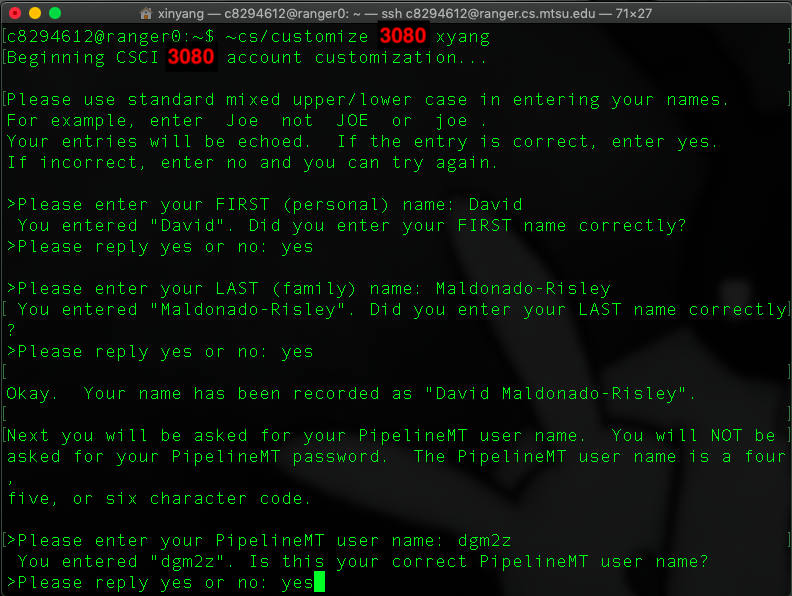 xinyang — c8294612@ranger0: ~ — ssh c8294612@ranger.cs.mtsu.edu — 71×27
[c8294612@ranger0:~$ ~cs/customize 3080 xyang ]
[Beginning CSCI 3080 account customization... ]
[Please use standard mixed upper/lower case in entering your names. ]
For example, enter  Joe  not  JOE  or  joe .
Your entries will be echoed.  If the entry is correct, enter yes.
If incorrect, enter no and you can try again.
>Please enter your FIRST (personal) name: David
 You entered "David". Did you enter your FIRST name correctly?
>Please reply yes or no: yes
>Please enter your LAST (family) name: Maldonado-Risley
[ You entered "Maldonado-Risley". Did you enter your LAST name correctly]
?
>Please reply yes or no: yes
[ ]
Okay.  Your name has been recorded as "David Maldonado-Risley".
[ ]
[Next you will be asked for your PipelineMT user name.  You will NOT be ]
asked for your PipelineMT password.  The PipelineMT user name is a four
,
five, or six character code.
[>Please enter your PipelineMT user name: dgm2z ]
 You entered "dgm2z". Is this your correct PipelineMT user name?
>Please reply yes or no: yes